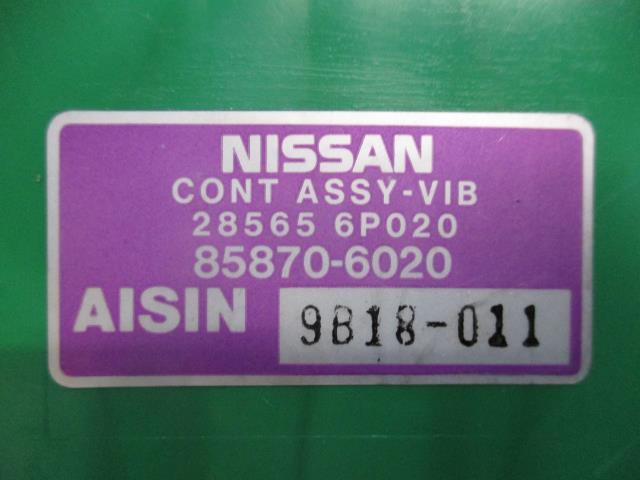 NISSAN
CONT ASSY-VIB
28565 6P020
85870-6020
AISIN 9B18-011